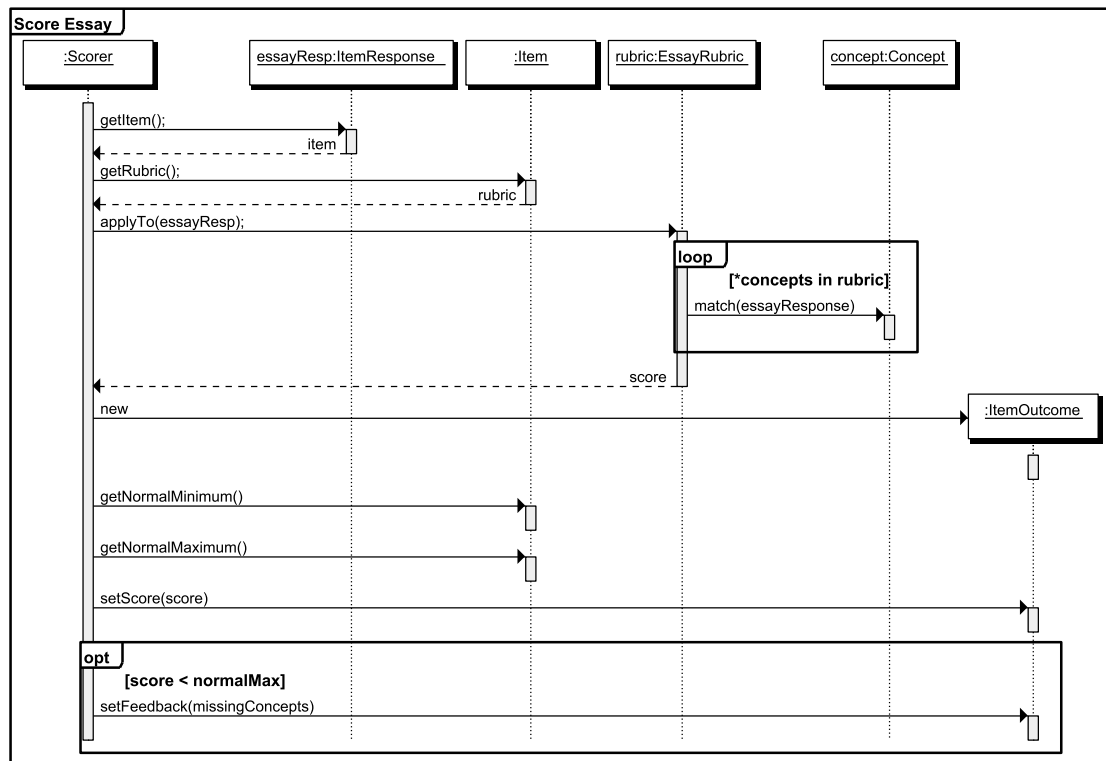 Score Essay
:Scorer
essayResp:ItemResponse
:Item
rubric:EssayRubric
concept:Concept
getItem();
item
getRubric();
rubric
applyTo(essayResp);
loop
[*concepts in rubric]
match(essayResponse)
score
new
:ItemOutcome
getNormalMinimum()
getNormalMaximum()
setScore(score)
opt
[score < normalMax]
setFeedback(missingConcepts)